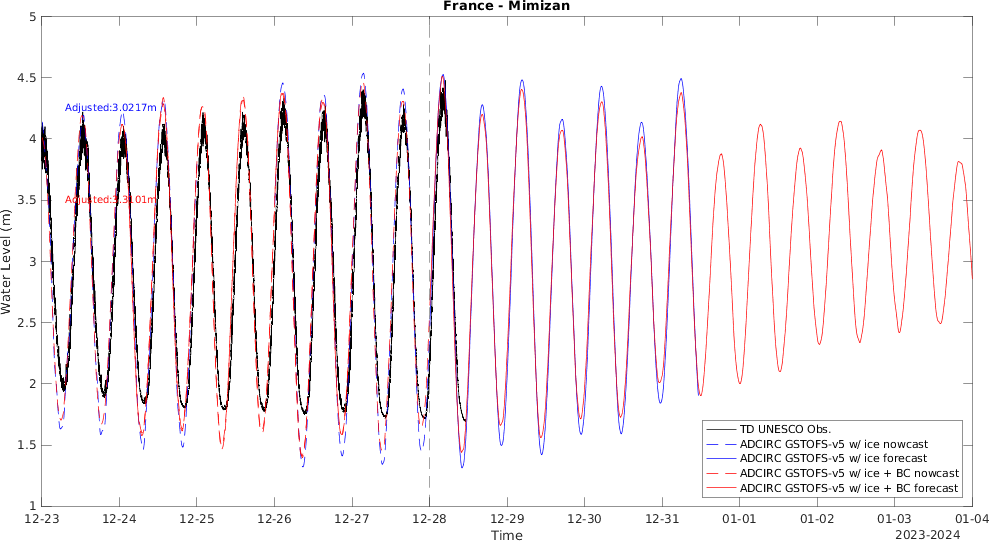 France - Mimizan
Water Level (m)
5
4.5
4
3.5
3
2.5
2
1.5
1
Adjusted:3.0217m
Adjusted:3.3101m
TD UNESCO Obs.
ADCIRC GSTOFS-v5 w/ ice nowcast
ADCIRC GSTOFS-v5 w/ ice forecast
ADCIRC GSTOFS-v5 w/ ice + BC nowcast
ADCIRC GSTOFS-v5 w/ ice + BC forecast
12-23 12-24 12-25 12-26 12-27 12-28 12-29 12-30 12-31 01-01 01-02 01-03 01-04
Time
2023-2024